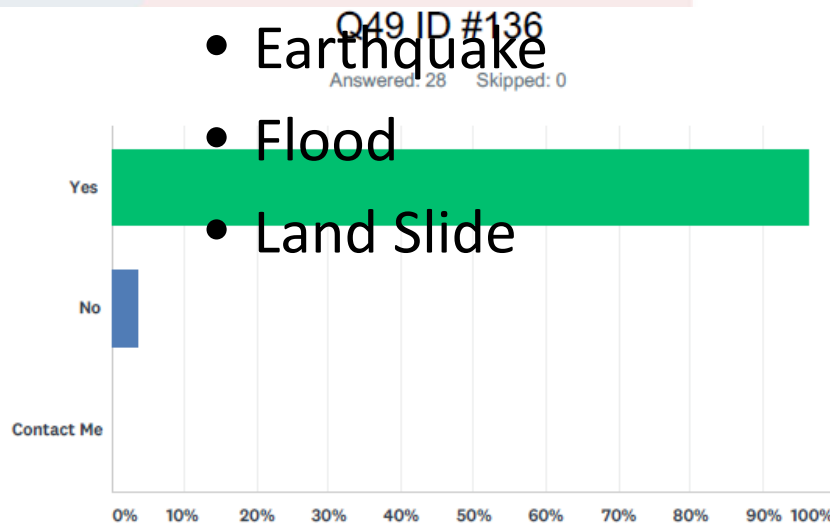 Q49 ID #136
• Earthquake
Answered: 28 Skipped: 0
• Flood
Yes
• Land Slide
No
Contact Me
0% 10% 20% 30% 40% 50% 60% 70% 80% 90% 100%